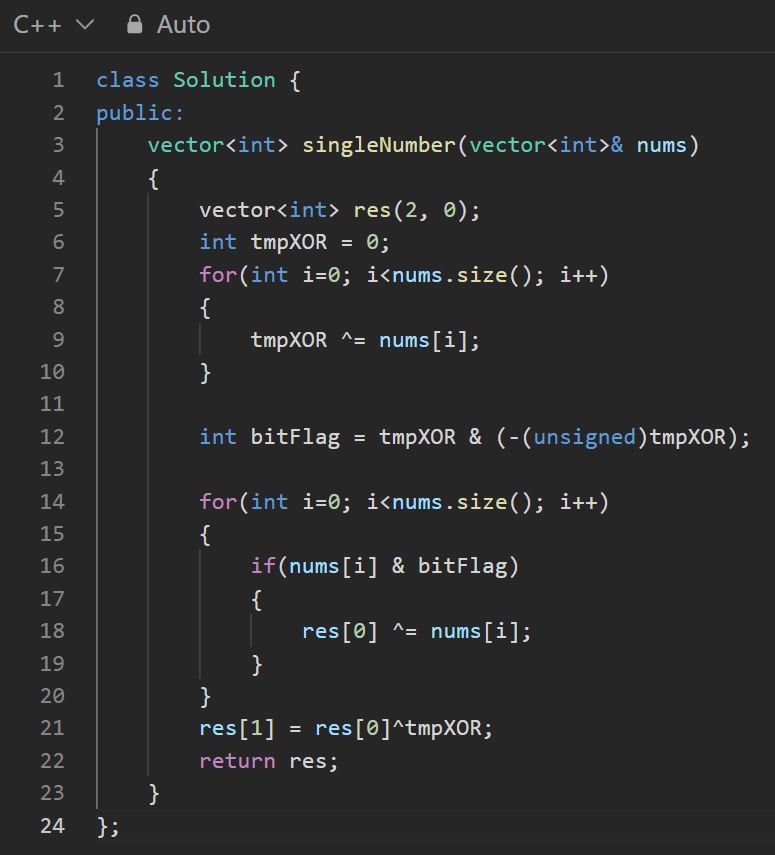 C++ Auto
1 class Solution {
2 public:
3     vector<int> singleNumber(vector<int>& nums)
4     {
5         vector<int> res(2, 0);
6         int tmpXOR = 0;
7         for(int i=0; i<nums.size(); i++)
8         {
9             tmpXOR ^= nums[i];
10         }
11
12         int bitFlag = tmpXOR & (-(unsigned)tmpXOR);
13
14         for(int i=0; i<nums.size(); i++)
15         {
16             if(nums[i] & bitFlag)
17             {
18                 res[0] ^= nums[i];
19             }
20         }
21         res[1] = res[0]^tmpXOR;
22         return res;
23     }
24 };